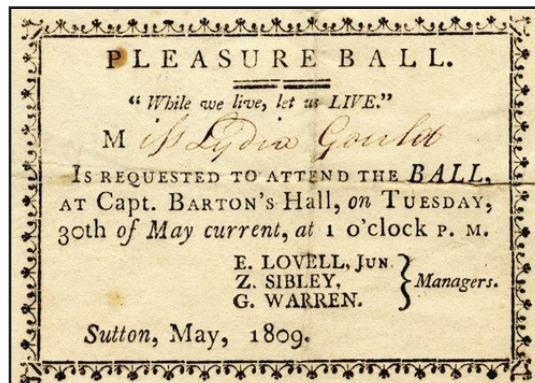 PLEASURE BALL.
"While we live, let us LIVE."
Miss Lydia Gould
IS REQUESTED TO ATTEND THE BALL,
AT Capt. BARTON'S HALL, on TUESDAY,
30th of May current, at 1 o'clock P. M.
E. LOVELL, JUN.
Z. SIBLEY,
G. WARREN.
Managers.
Sutton, May, 1809.